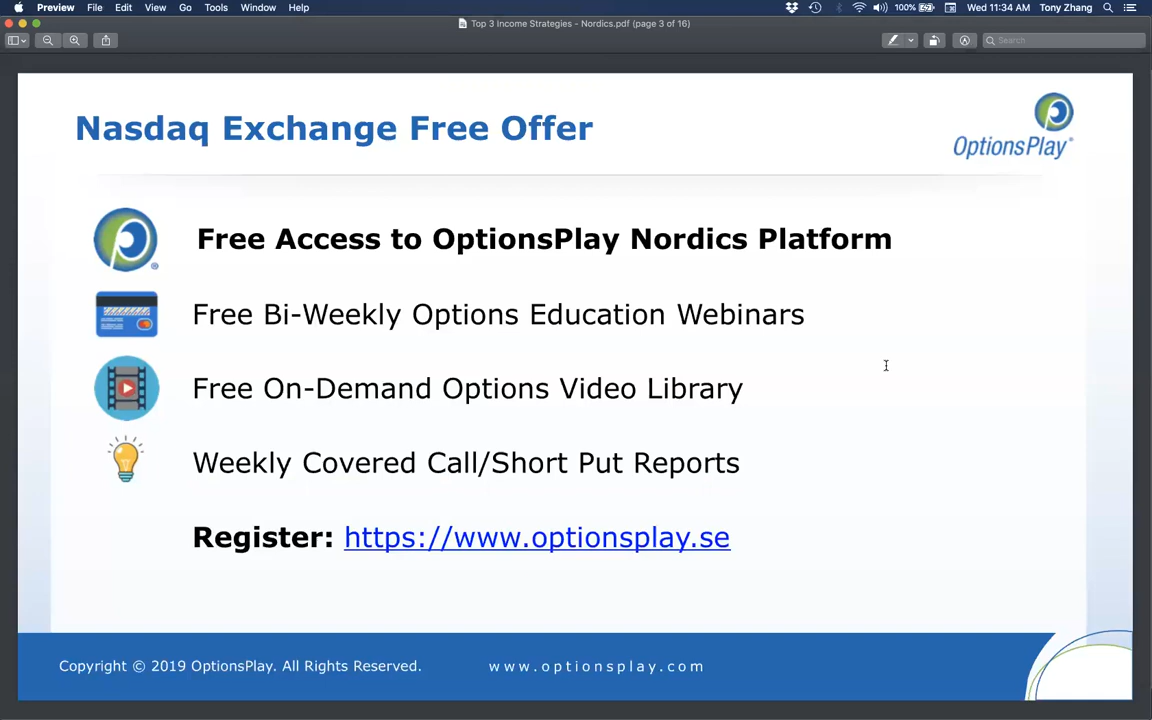 Preview File Edit View Go Tools Window Help 100% Wed 11:34 AM Tony Zhang
Top 3 Income Strategies - Nordics.pdf (page 3 of 16)
Search
Nasdaq Exchange Free Offer
OptionsPlay
Free Access to OptionsPlay Nordics Platform
Free Bi-Weekly Options Education Webinars
Free On-Demand Options Video Library
Weekly Covered Call/Short Put Reports
Register: https://www.optionsplay.se
Copyright © 2019 OptionsPlay. All Rights Reserved. www.optionsplay.com